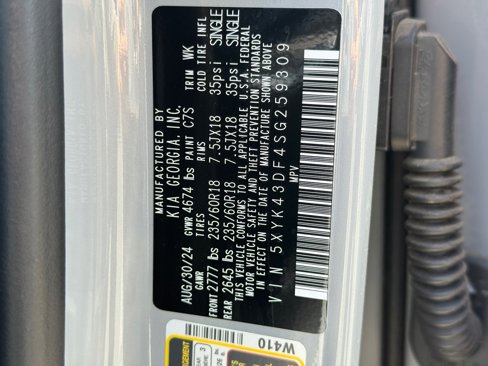 MANUFACTURED BY
KIA GEORGIA, INC.
AUG/30/24 GVWR 4674 lbs PAINT C7S TRIM WK
GAWR TIRES RIMS COLD TIRE INFL
FRONT 2777 lbs 235/60R18 7.5JX18 35psi SINGLE
REAR 2645 lbs 235/60R18 7.5JX18 35psi SINGLE
THIS VEHICLE CONFORMS TO ALL APPLICABLE U.S.A. FEDERAL
MOTOR VEHICLE SAFETY AND THEFT PREVENTION STANDARDS
IN EFFECT ON THE DATE OF MANUFACTURE SHOWN ABOVE
VIN 5XYK43DF4SG259309
MPV
W410